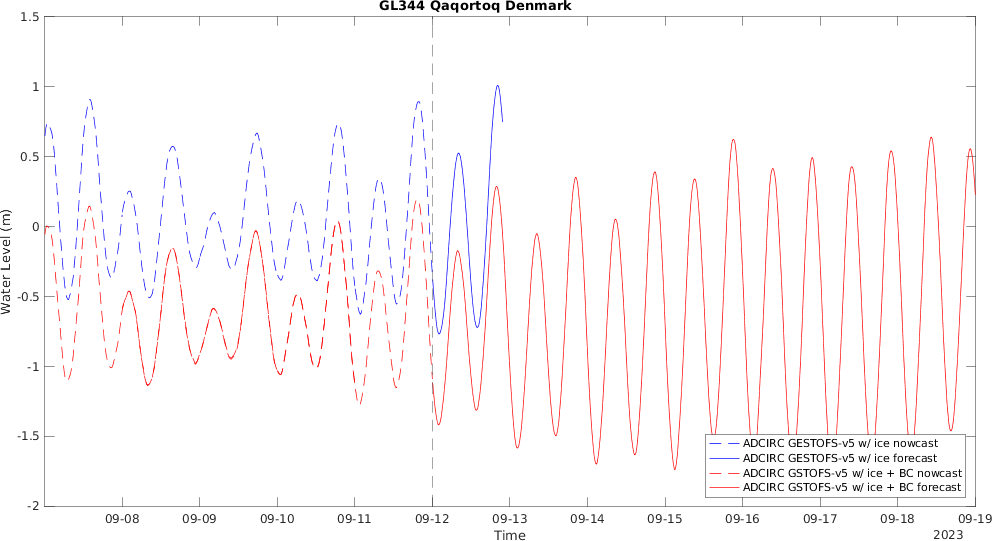 GL344 Qaqortoq Denmark
Water Level (m)
1.5
1
0.5
0
-0.5
-1
-1.5
-2
ADCIRC GESTOFS-v5 w/ ice nowcast
ADCIRC GESTOFS-v5 w/ ice forecast
ADCIRC GSTOFS-v5 w/ ice + BC nowcast
ADCIRC GSTOFS-v5 w/ ice + BC forecast
09-08 09-09 09-10 09-11 09-12 09-13 09-14 09-15 09-16 09-17 09-18 09-19
Time
2023